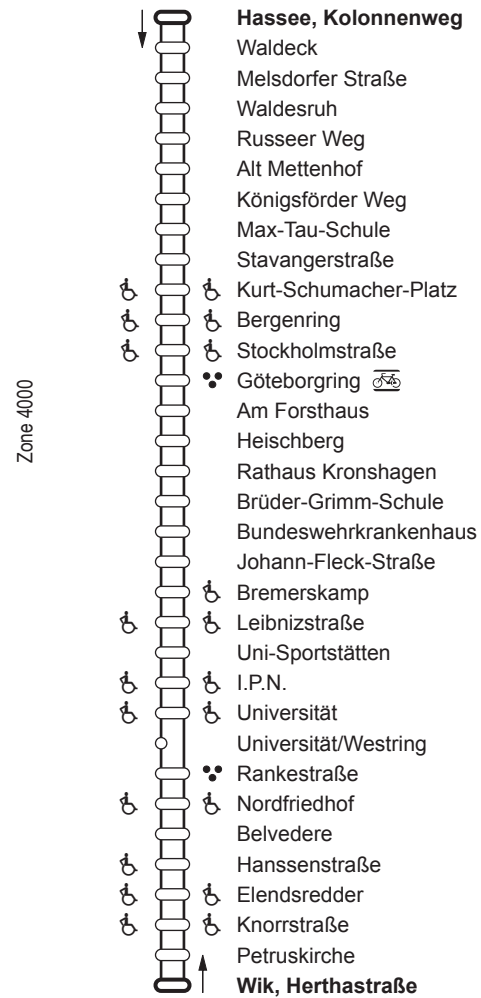 Hassee, Kolonnenweg
Waldeck
Melsdorfer Straße
Waldesruh
Russeer Weg
Alt Mettenhof
Königsförder Weg
Max-Tau-Schule
Stavangerstraße
Kurt-Schumacher-Platz
Bergenring
Stockholmstraße
Göteborgring
Am Forsthaus
Zone 4000
Heischberg
Rathaus Kronshagen
Brüder-Grimm-Schule
Bundeswehrkrankenhaus
Johann-Fleck-Straße
Bremerskamp
Leibnizstraße
Uni-Sportstätten
I.P.N.
Universität
Universität/Westring
Rankestraße
Nordfriedhof
Belvedere
Hanssenstraße
Elendsredder
Knorrstraße
Petruskirche
Wik, Herthastraße